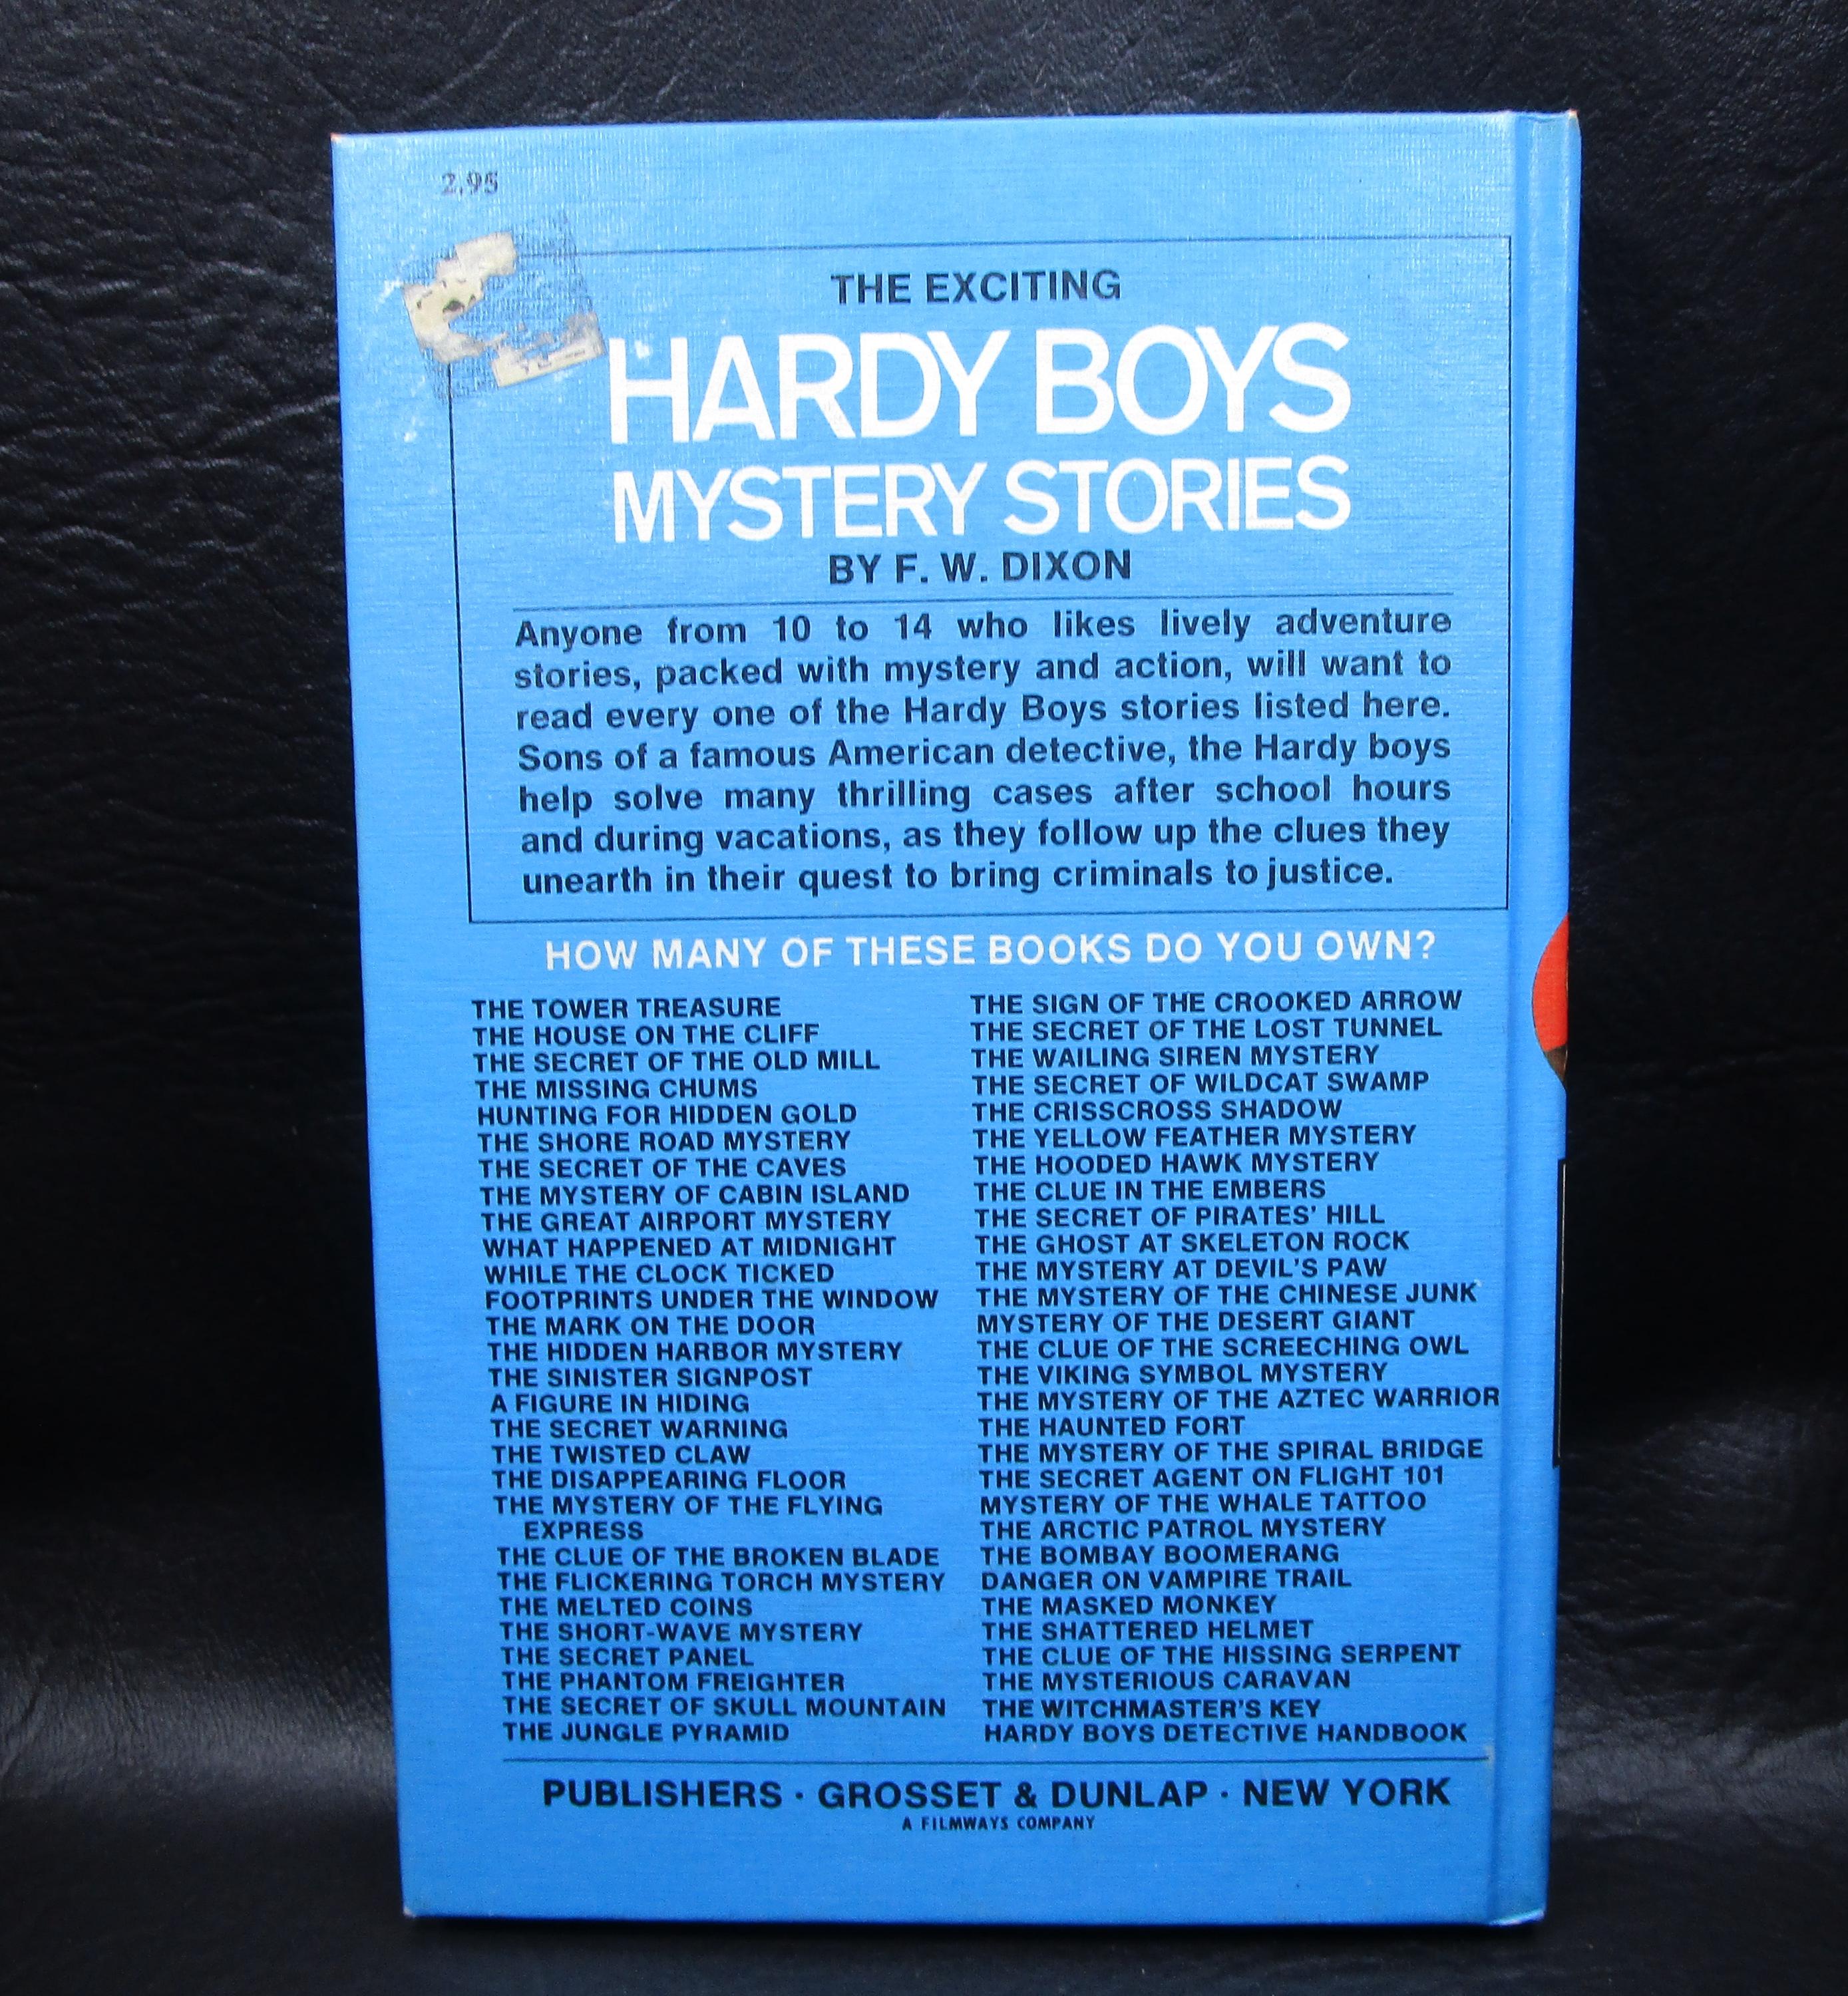 2.95
THE EXCITING
HARDY BOYS
MYSTERY STORIES
BY F. W. DIXON
Anyone from 10 to 14 who likes lively adventure
stories, packed with mystery and action, will want to
read every one of the Hardy Boys stories listed here.
Sons of a famous American detective, the Hardy boys
help solve many thrilling cases after school hours
and during vacations, as they follow up the clues they
unearth in their quest to bring criminals to justice.
HOW MANY OF THESE BOOKS DO YOU OWN?
THE TOWER TREASURE
THE HOUSE ON THE CLIFF
THE SECRET OF THE OLD MILL
THE MISSING CHUMS
HUNTING FOR HIDDEN GOLD
THE SHORE ROAD MYSTERY
THE SECRET OF THE CAVES
THE MYSTERY OF CABIN ISLAND
THE GREAT AIRPORT MYSTERY
WHAT HAPPENED AT MIDNIGHT
WHILE THE CLOCK TICKED
FOOTPRINTS UNDER THE WINDOW
THE MARK ON THE DOOR
THE HIDDEN HARBOR MYSTERY
THE SINISTER SIGNPOST
A FIGURE IN HIDING
THE SECRET WARNING
THE TWISTED CLAW
THE DISAPPEARING FLOOR
THE MYSTERY OF THE FLYING
EXPRESS
THE CLUE OF THE BROKEN BLADE
THE FLICKERING TORCH MYSTERY
THE MELTED COINS
THE SHORT-WAVE MYSTERY
THE SECRET PANEL
THE PHANTOM FREIGHTER
THE SECRET OF SKULL MOUNTAIN
THE JUNGLE PYRAMID
THE SIGN OF THE CROOKED ARROW
THE SECRET OF THE LOST TUNNEL
THE WAILING SIREN MYSTERY
THE SECRET OF WILDCAT SWAMP
THE CRISSCROSS SHADOW
THE YELLOW FEATHER MYSTERY
THE HOODED HAWK MYSTERY
THE CLUE IN THE EMBERS
THE SECRET OF PIRATES' HILL
THE GHOST AT SKELETON ROCK
THE MYSTERY AT DEVIL'S PAW
THE MYSTERY OF THE CHINESE JUNK
MYSTERY OF THE DESERT GIANT
THE CLUE OF THE SCREECHING OWL
THE VIKING SYMBOL MYSTERY
THE MYSTERY OF THE AZTEC WARRIOR
THE HAUNTED FORT
THE MYSTERY OF THE SPIRAL BRIDGE
THE SECRET AGENT ON FLIGHT 101
MYSTERY OF THE WHALE TATTOO
THE ARCTIC PATROL MYSTERY
THE BOMBAY BOOMERANG
DANGER ON VAMPIRE TRAIL
THE MASKED MONKEY
THE SHATTERED HELMET
THE CLUE OF THE HISSING SERPENT
THE MYSTERIOUS CARAVAN
THE WITCHMASTER'S KEY
HARDY BOYS DETECTIVE HANDBOOK
PUBLISHERS · GROSSET & DUNLAP · NEW YORK
A FILMWAYS COMPANY